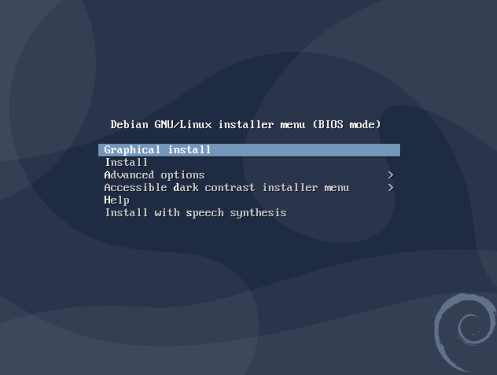 Debian GNU/Linux installer menu (BIOS mode)
Graphical install
Install
Advanced options >
Accessible dark contrast installer menu >
Help
Install with speech synthesis